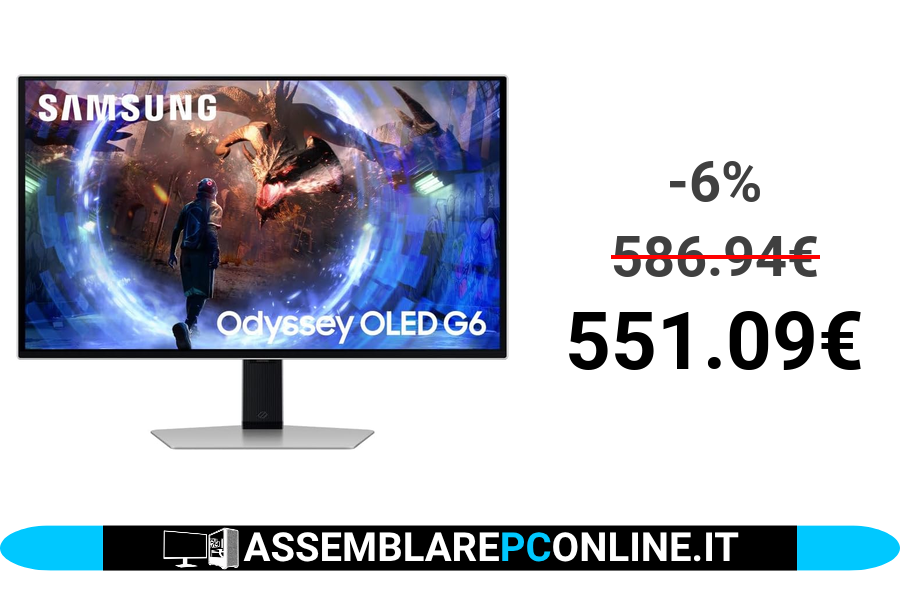 SAMSUNG
Odyssey OLED G6
-6%
586.94€
551.09€
ASSEMBLAREPCONLINE.IT